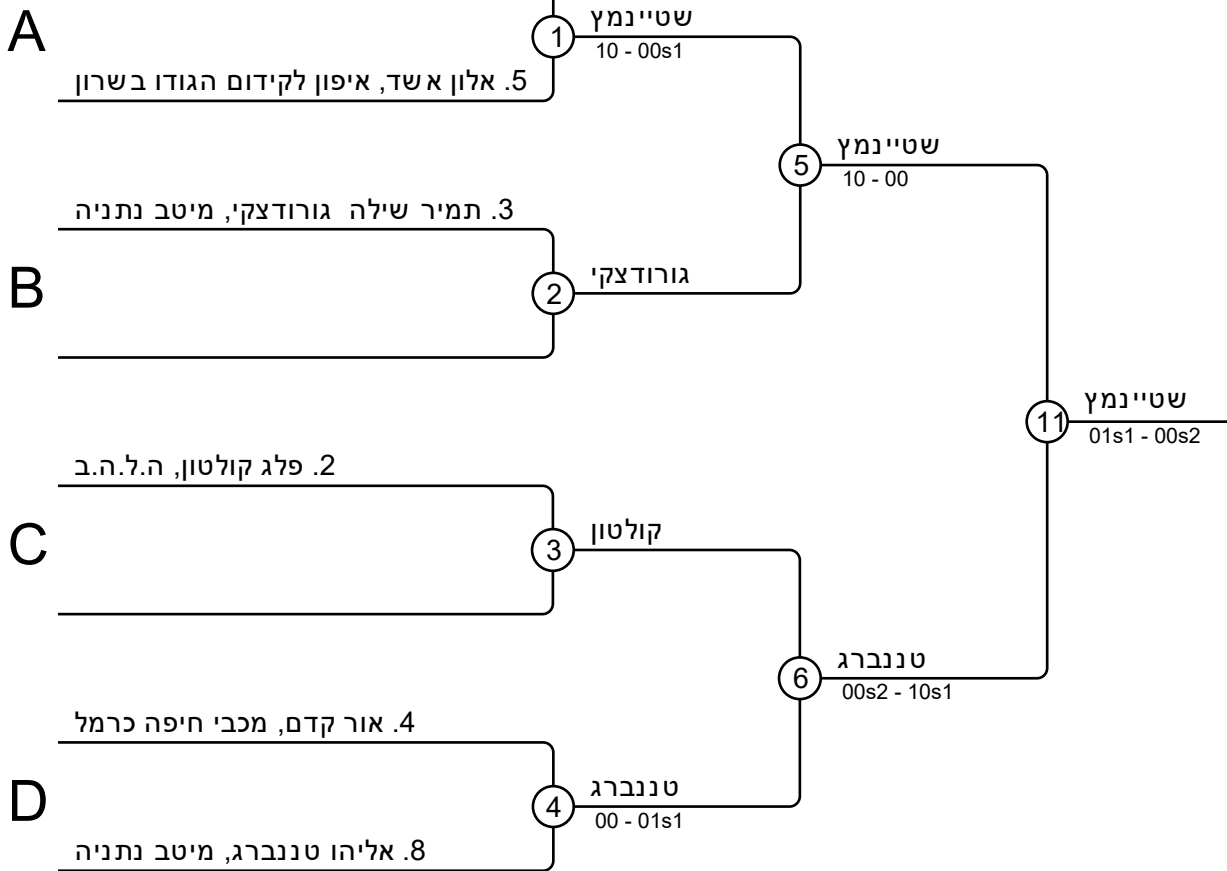 A
1
שטיינמץ
10 - 00s1
5. אלון אשד, איפון לקידום הגודו בשרון
5
שטיינמץ
10 - 00
3. תמיר שילה גורודצקי, מיטב נתניה
B
2
גורודצקי
11
שטיינמץ
01s1 - 00s2
2. פלג קולטון, ה.ל.ה.ב
C
3
קולטון
6
טננברג
00s2 - 10s1
4. אור קדם, מכבי חיפה כרמל
D
4
טננברג
00 - 01s1
8. אליהו טננברג, מיטב נתניה